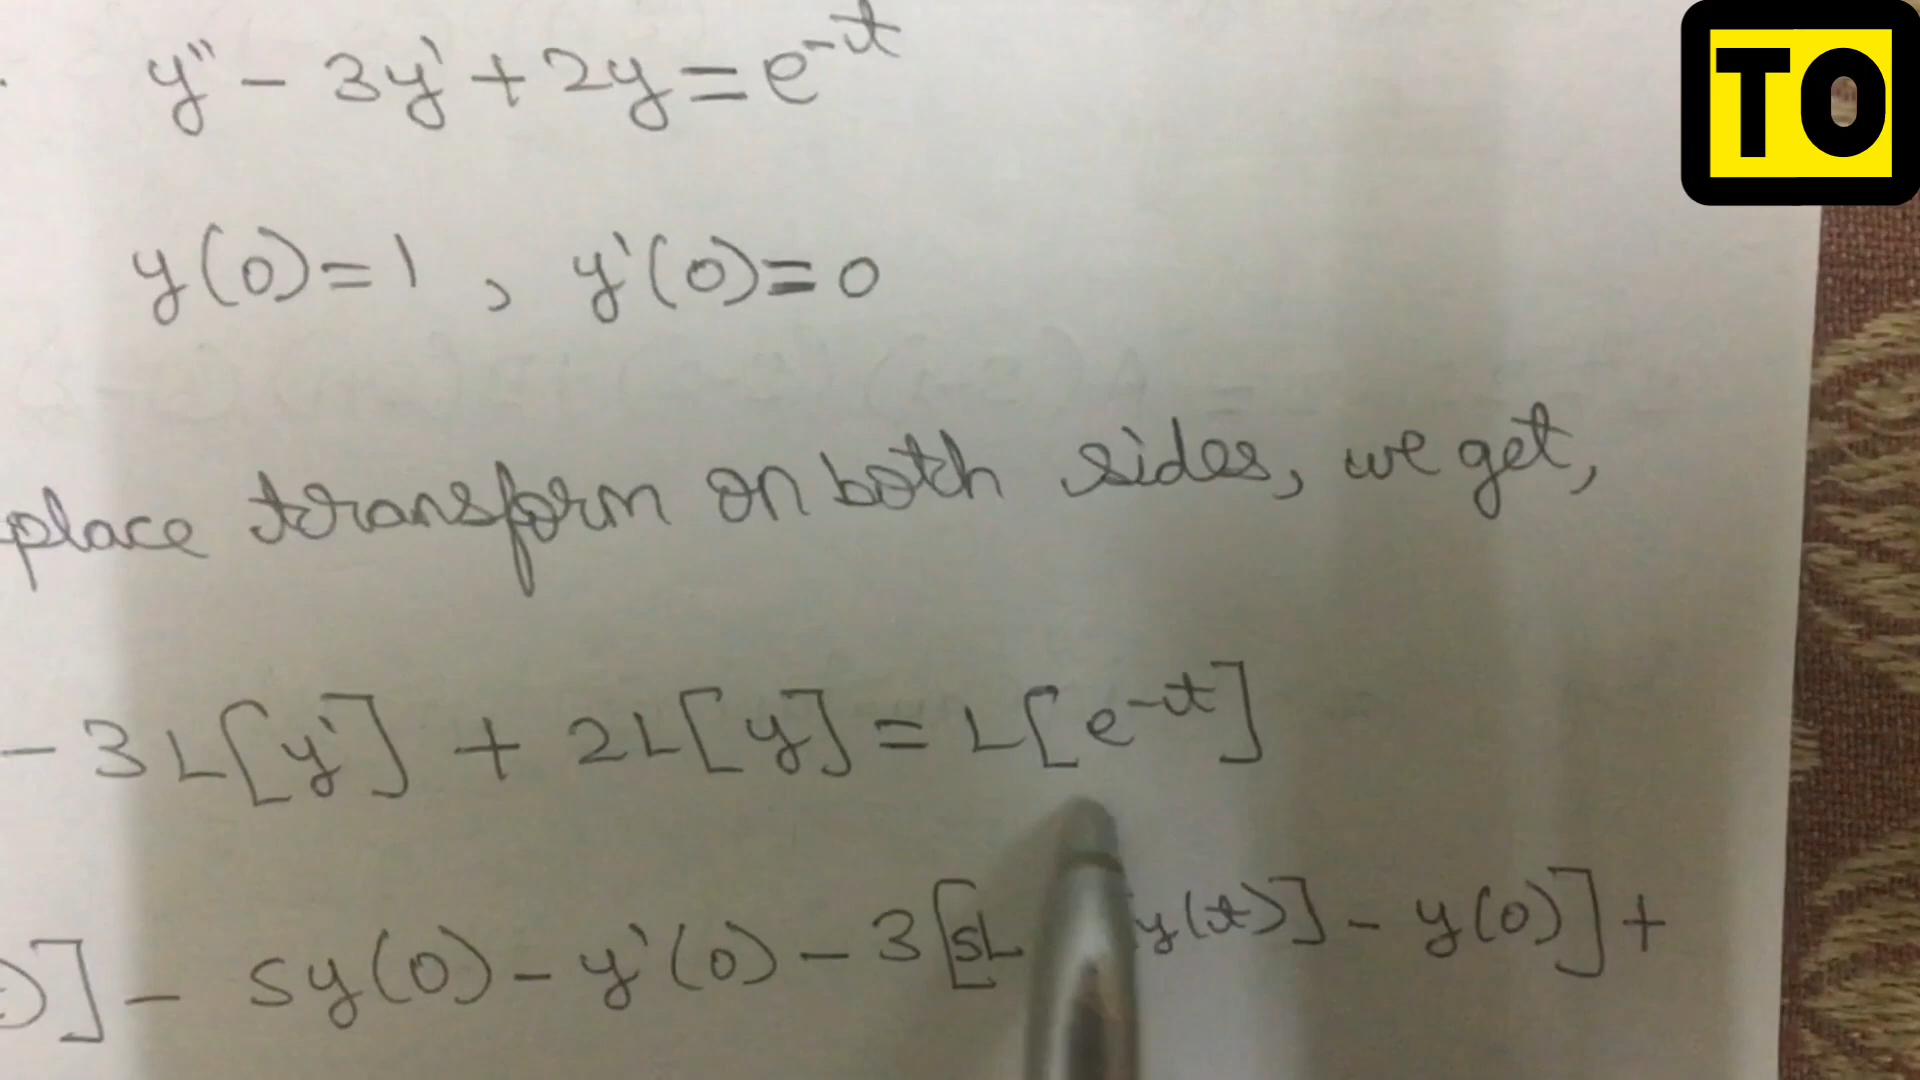 y'' - 3y' + 2y = e^-t
TO
y(0) = 1 , y'(0) = 0
place transform on both sides, we get,
- 3 L[y'] + 2L[y] = L[e^-t]
)] - sy(0) - y'(0) - 3[sL y(t)] - y(0)] +